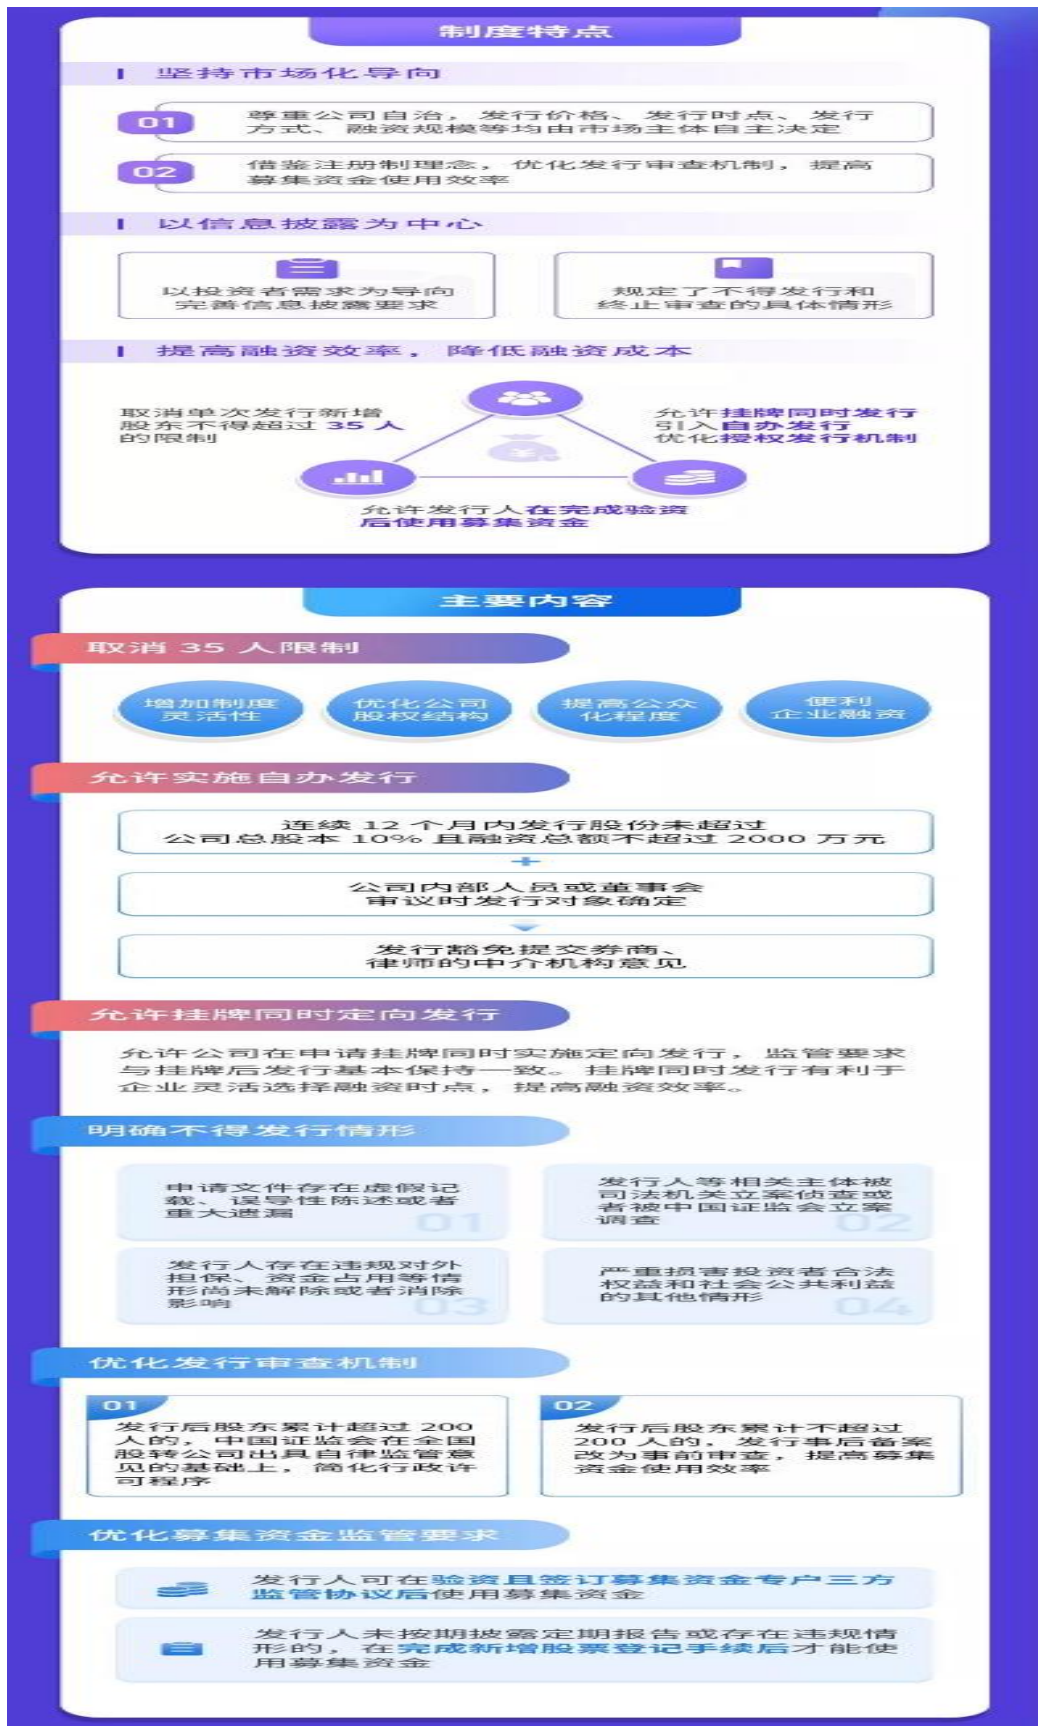 制度特点
坚持市场化导向
01
尊重公司自治，发行价格、发行时点、发行
方式、融资规模等均由市场主体自主决定
02
借鉴注册制理念，优化发行审查机制，提高
募集资金使用效率
以信息披露为中心
以投资者需求为导向
完善信息披露要求
规定了不得发行和
终止审查的具体情形
提高融资效率，降低融资成本
取消单次发行新增
股东不得超过 35 人
的限制
允许挂牌同时发行
引入自办发行
优化授权发行机制
允许发行人在完成验资
后使用募集资金
主要内容
取消 35 人限制
增加制度
灵活性
优化公司
股权结构
提高公众
化程度
便利
企业融资
允许实施自办发行
连续 12 个月内发行股份未超过
公司总股本 10% 且融资总额不超过 2000 万元
+
公司内部人员或董事会
审议时发行对象确定
发行豁免提交券商、
律师的中介机构意见
允许挂牌同时定向发行
允许公司在申请挂牌同时实施定向发行，监管要求
与挂牌后发行基本保持一致。挂牌同时发行有利于
企业灵活选择融资时点，提高融资效率。
明确不得发行情形
申请文件存在虚假记
载、误导性陈述或者
重大遗漏
01
发行人等相关主体被
司法机关立案侦查或
者被中国证监会立案
调查
02
发行人存在违规对外
担保、资金占用等情
形尚未解除或者消除
影响
03
严重损害投资者合法
权益和社会公共利益
的其他情形
04
优化发行审查机制
01
发行后股东累计超过 200
人的，中国证监会在全国
股转公司出具自律监管意
见的基础上，简化行政许
可程序
02
发行后股东累计不超过
200 人的，发行事后备案
改为事前审查，提高募集
资金使用效率
优化募集资金监管要求
发行人可在验资且签订募集资金专户三方
监管协议后使用募集资金
发行人未按期披露定期报告或存在违规情
形的，在完成新增股票登记手续后才能使
用募集资金